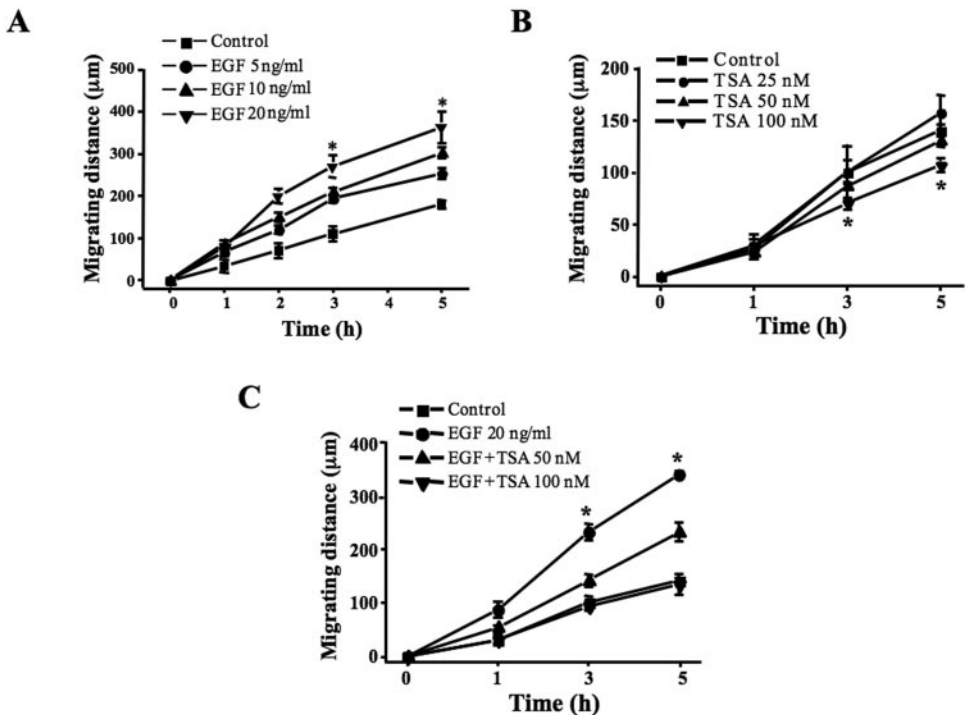 A
Control
EGF 5ng/ml
EGF 10 ng/ml
EGF 20 ng/ml
Migrating distance (µm)
500
400
300
200
100
0
0 1 2 3 4 5
Time (h)
*
*
B
Control
TSA 25 nM
TSA 50 nM
TSA 100 nM
Migrating distance (µm)
200
150
100
50
0
0 1 3 5
Time (h)
*
*
C
Control
EGF 20 ng/ml
EGF+TSA 50 nM
EGF+TSA 100 nM
Migrating distance (µm)
400
300
200
100
0
0 1 3 5
Time (h)
*
*